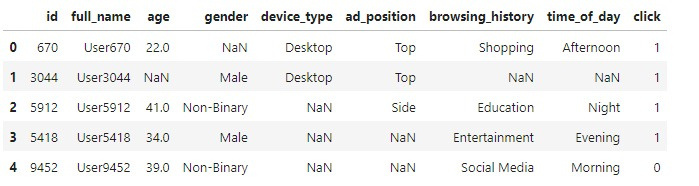 id full_name age gender device_type ad_position browsing_history time_of_day click
0 670 User670 22.0 NaN Desktop Top Shopping Afternoon 1
1 3044 User3044 NaN Male Desktop Top NaN NaN 1
2 5912 User5912 41.0 Non-Binary NaN Side Education Night 1
3 5418 User5418 34.0 Male NaN NaN Entertainment Evening 1
4 9452 User9452 39.0 Non-Binary NaN NaN Social Media Morning 0